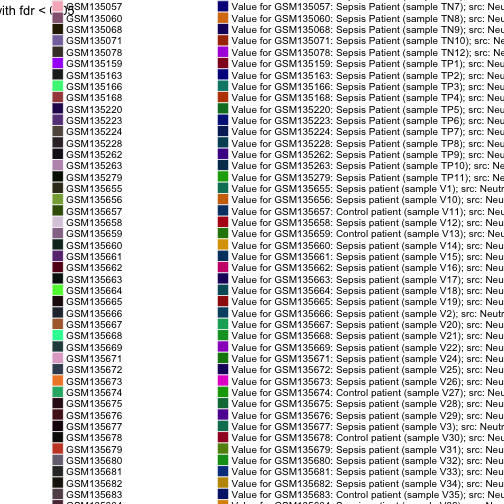 with fdr <
GSM135057 Value for GSM135057: Sepsis Patient (sample TN7); src: Neu
GSM135060 Value for GSM135060: Sepsis Patient (sample TN8); src: Neu
GSM135068 Value for GSM135068: Sepsis Patient (sample TN9); src: Neu
GSM135071 Value for GSM135071: Sepsis Patient (sample TN10); src: Ne
GSM135078 Value for GSM135078: Sepsis Patient (sample TN12); src: Ne
GSM135159 Value for GSM135159: Sepsis Patient (sample TP1); src: Neu
GSM135163 Value for GSM135163: Sepsis Patient (sample TP2); src: Neu
GSM135166 Value for GSM135166: Sepsis Patient (sample TP3); src: Neu
GSM135168 Value for GSM135168: Sepsis Patient (sample TP4); src: Neu
GSM135220 Value for GSM135220: Sepsis Patient (sample TP5); src: Neu
GSM135223 Value for GSM135223: Sepsis Patient (sample TP6); src: Neu
GSM135224 Value for GSM135224: Sepsis Patient (sample TP7); src: Neu
GSM135228 Value for GSM135228: Sepsis Patient (sample TP8); src: Neu
GSM135262 Value for GSM135262: Sepsis Patient (sample TP9); src: Neu
GSM135263 Value for GSM135263: Sepsis Patient (sample TP10); src: Ne
GSM135279 Value for GSM135279: Sepsis Patient (sample TP11); src: Ne
GSM135655 Value for GSM135655: Sepsis patient (sample V1); src: Neutr
GSM135656 Value for GSM135656: Sepsis patient (sample V10); src: Neu
GSM135657 Value for GSM135657: Control patient (sample V11); src: Neu
GSM135658 Value for GSM135658: Sepsis patient (sample V12); src: Neu
GSM135659 Value for GSM135659: Control patient (sample V13); src: Neu
GSM135660 Value for GSM135660: Sepsis patient (sample V14); src: Neu
GSM135661 Value for GSM135661: Sepsis patient (sample V15); src: Neu
GSM135662 Value for GSM135662: Sepsis patient (sample V16); src: Neu
GSM135663 Value for GSM135663: Sepsis patient (sample V17); src: Neu
GSM135664 Value for GSM135664: Sepsis patient (sample V18); src: Neu
GSM135665 Value for GSM135665: Sepsis patient (sample V19); src: Neu
GSM135666 Value for GSM135666: Sepsis patient (sample V2); src: Neutr
GSM135667 Value for GSM135667: Sepsis patient (sample V20); src: Neu
GSM135668 Value for GSM135668: Sepsis patient (sample V21); src: Neu
GSM135669 Value for GSM135669: Sepsis patient (sample V22); src: Neu
GSM135671 Value for GSM135671: Sepsis patient (sample V24); src: Neu
GSM135672 Value for GSM135672: Sepsis patient (sample V25); src: Neu
GSM135673 Value for GSM135673: Sepsis patient (sample V26); src: Neu
GSM135674 Value for GSM135674: Control patient (sample V27); src: Neu
GSM135675 Value for GSM135675: Sepsis patient (sample V28); src: Neu
GSM135676 Value for GSM135676: Sepsis patient (sample V29); src: Neu
GSM135677 Value for GSM135677: Sepsis patient (sample V3); src: Neutr
GSM135678 Value for GSM135678: Control patient (sample V30); src: Neu
GSM135679 Value for GSM135679: Sepsis patient (sample V31); src: Neu
GSM135680 Value for GSM135680: Sepsis patient (sample V32); src: Neu
GSM135681 Value for GSM135681: Sepsis patient (sample V33); src: Neu
GSM135682 Value for GSM135682: Sepsis patient (sample V34); src: Neu
GSM135683 Value for GSM135683: Control patient (sample V35); src: Neu